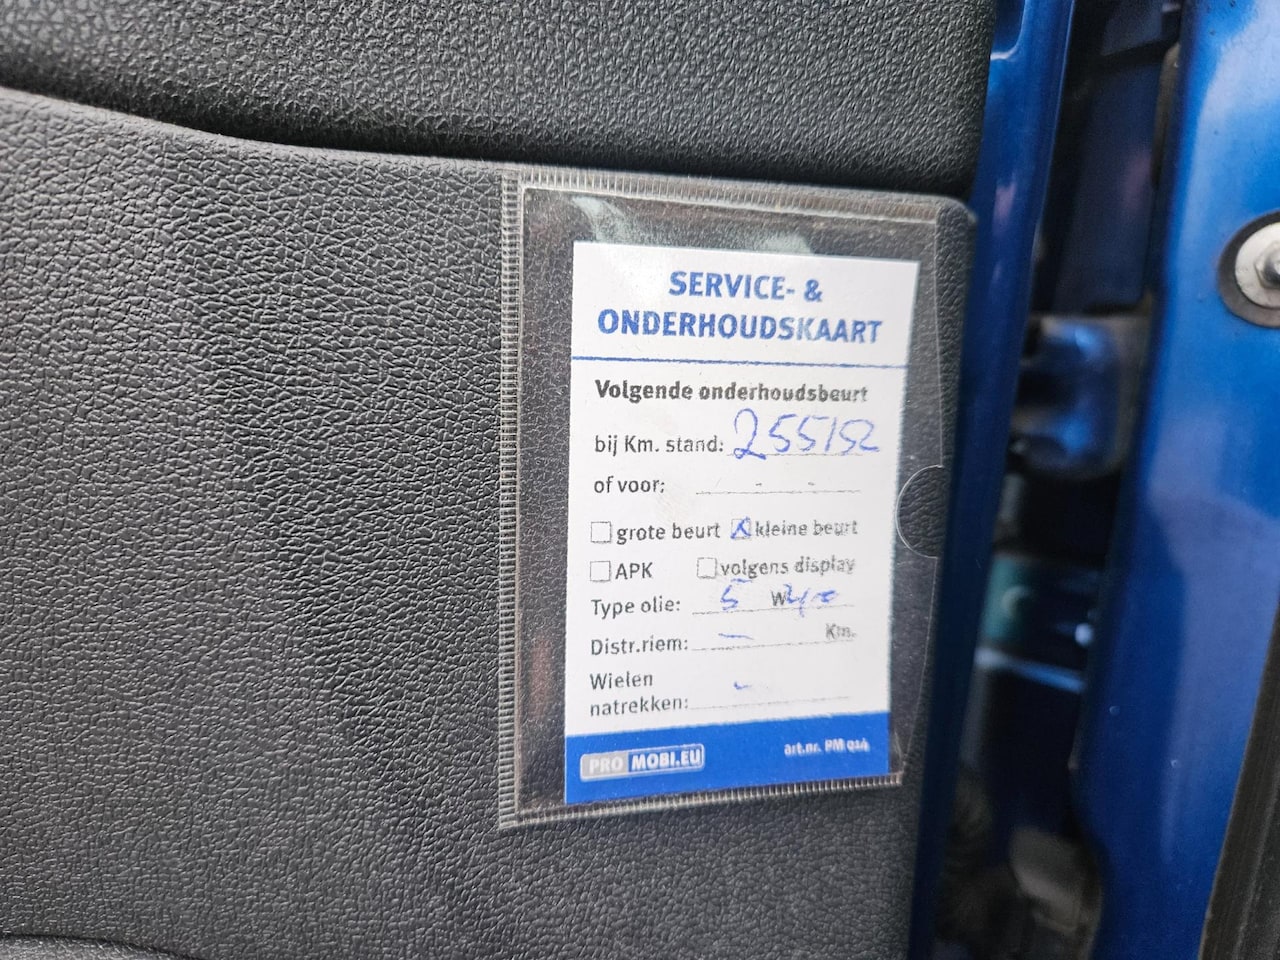 SERVICE- &
ONDERHOUDSKAART
Volgende onderhoudsbeurt
bij Km. stand: 255152
of voor:
grote beurt kleine beurt
APK volgens display
Type olie: 5 W40
Distr.riem: — Km.
Wielen
natrekken:
PRO MOBI.EU art.nr. PM 914